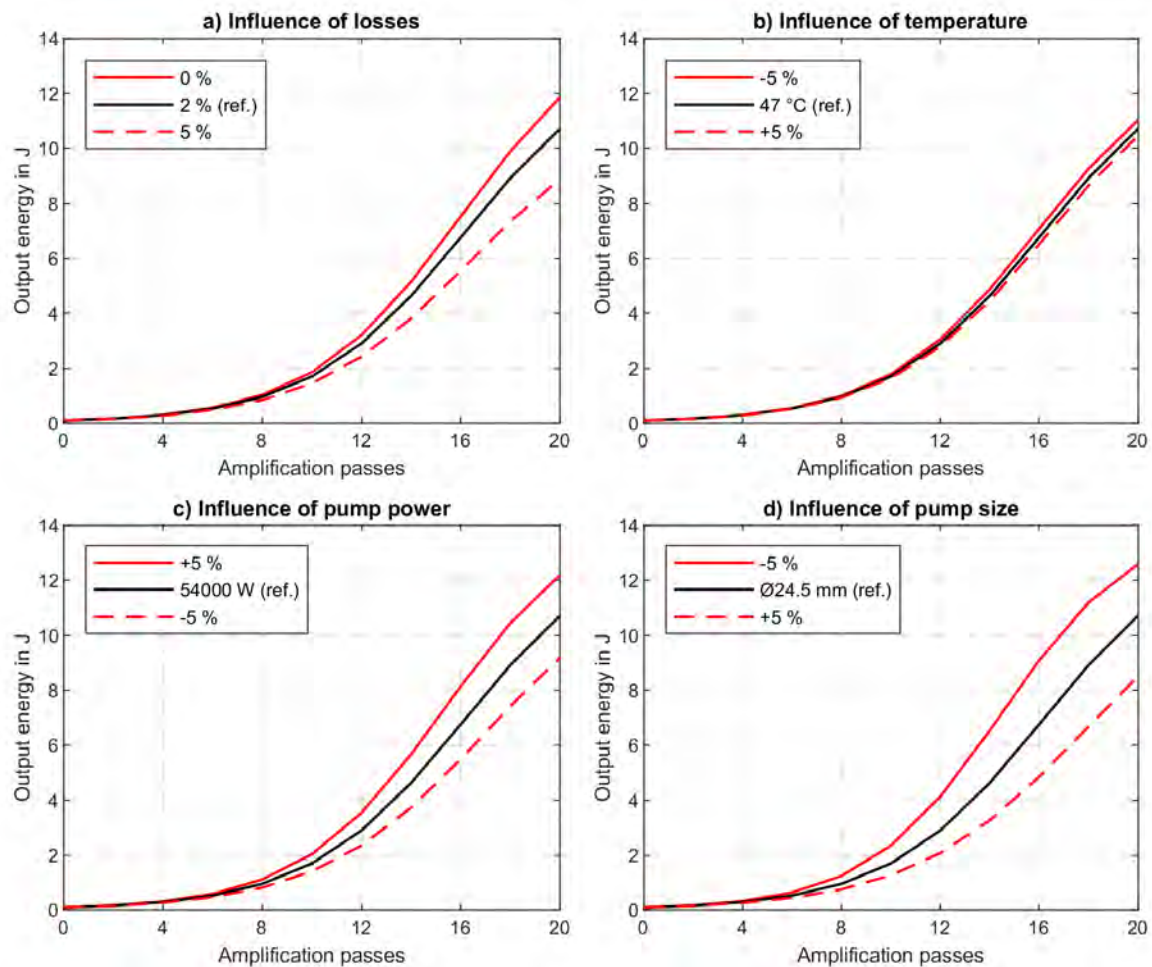 a) Influence of losses
14
12
10
8
6
4
2
0
Output energy in J
0 %
2 % (ref.)
5 %
0 4 8 12 16 20
Amplification passes
b) Influence of temperature
14
12
10
8
6
4
2
0
Output energy in J
-5 %
47 °C (ref.)
+5 %
0 4 8 12 16 20
Amplification passes
c) Influence of pump power
14
12
10
8
6
4
2
0
Output energy in J
+5 %
54000 W (ref.)
-5 %
0 4 8 12 16 20
Amplification passes
d) Influence of pump size
14
12
10
8
6
4
2
0
Output energy in J
-5 %
Ø24.5 mm (ref.)
+5 %
0 4 8 12 16 20
Amplification passes